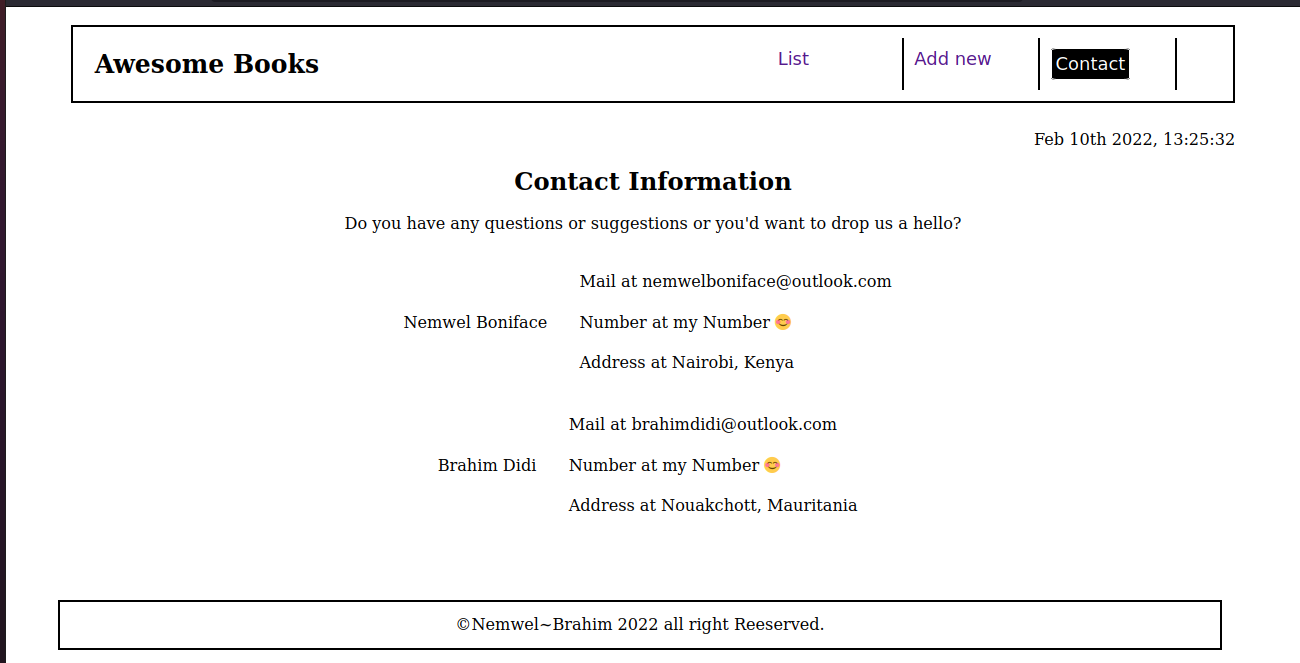 Awesome Books List Add new Contact
Feb 10th 2022, 13:25:32
Contact Information
Do you have any questions or suggestions or you'd want to drop us a hello?
Mail at nemwelboniface@outlook.com
Nemwel Boniface Number at my Number 😊
Address at Nairobi, Kenya
Mail at brahimdidi@outlook.com
Brahim Didi Number at my Number 😊
Address at Nouakchott, Mauritania
©Nemwel~Brahim 2022 all right Reeserved.